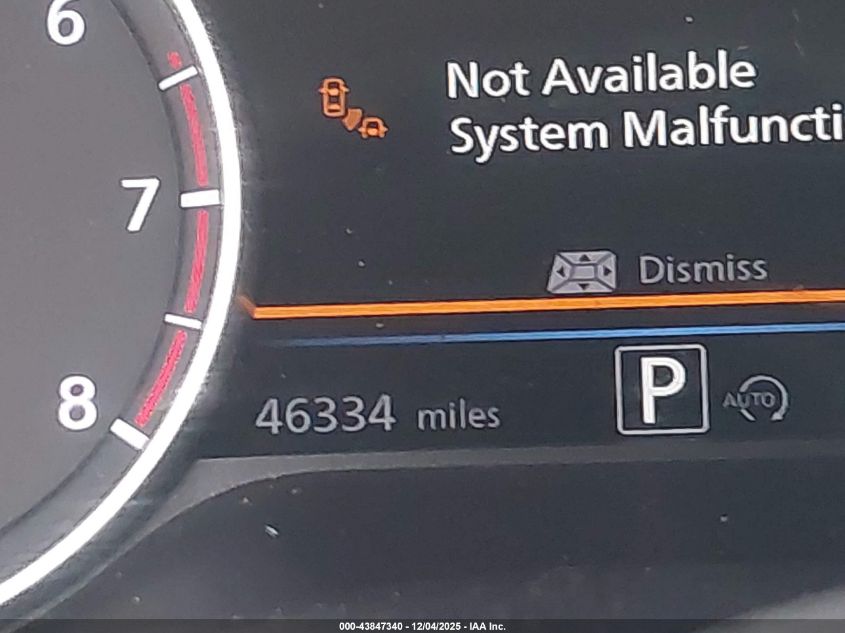 6
Not Available
System Malfuncti
7
Dismiss
8
46334 miles
P
AUTO
000-43847340 - 12/04/2025 - IAA Inc.